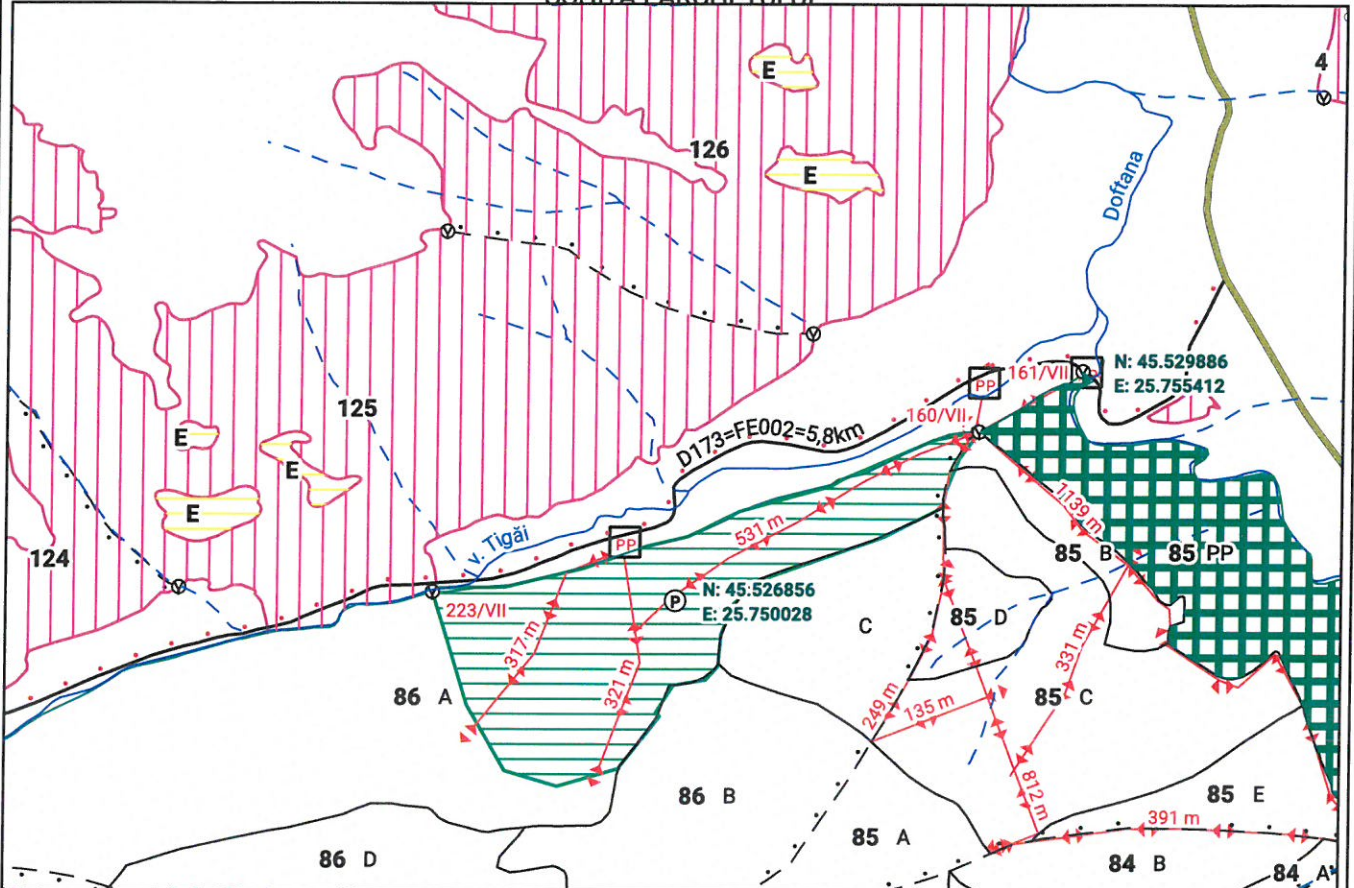 E
4
126
E
Doftana
N: 45.529886
E: 25.755412
161/VII
PP
160/VII
125
D173=FE002=5,8km
E
E
E
1139 m
531 m
v. Tigăi
PP
124
85 B
85 PP
N: 45.526856
E: 25.750028
P
223/VII
C
85 D
317 m
331 m
321 m
86 A
85 C
249 m
135 m
812 m
86 B
85 E
391 m
85 A
86 D
84 B
84 A